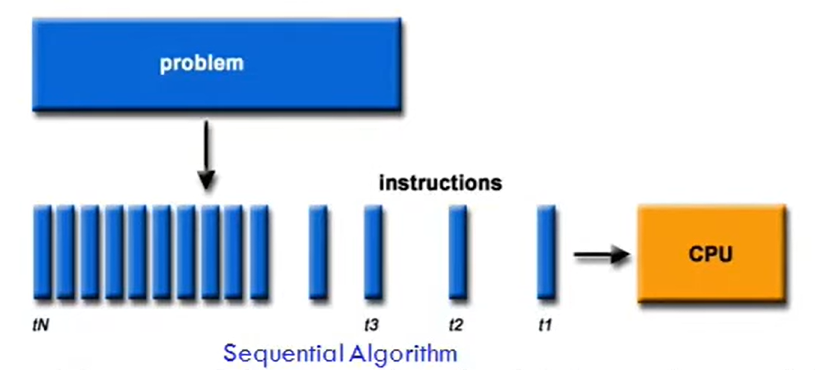 problem
instructions
CPU
tN
t3
t2
t1
Sequential Algorithm